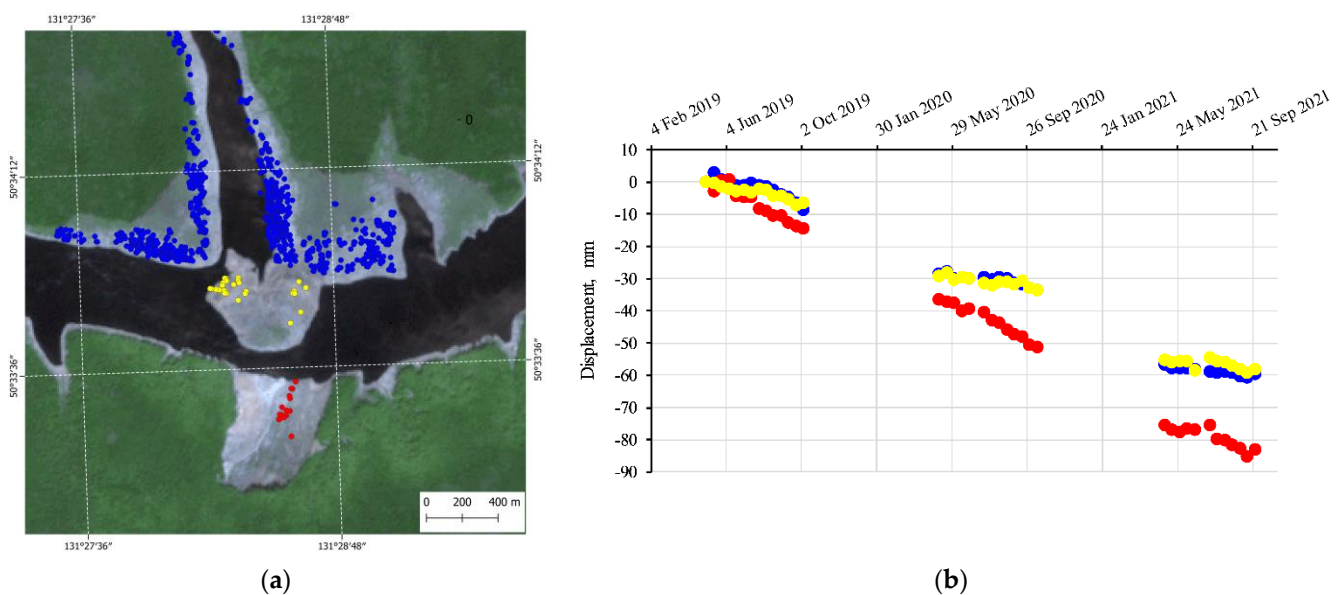 131°27'36" 131°28'48"
4 Feb 2019
4 Jun 2019
2 Oct 2019
30 Jan 2020
29 May 2020
26 Sep 2020
24 Jan 2021
24 May 2021
21 Sep 2021
- 0
50°34'12" 50°34'12"
50°33'36" 50°33'36"
0 200 400 m
131°27'36" 131°28'48"
Displacement, mm
10
0
-10
-20
-30
-40
-50
-60
-70
-80
-90
(a) (b)